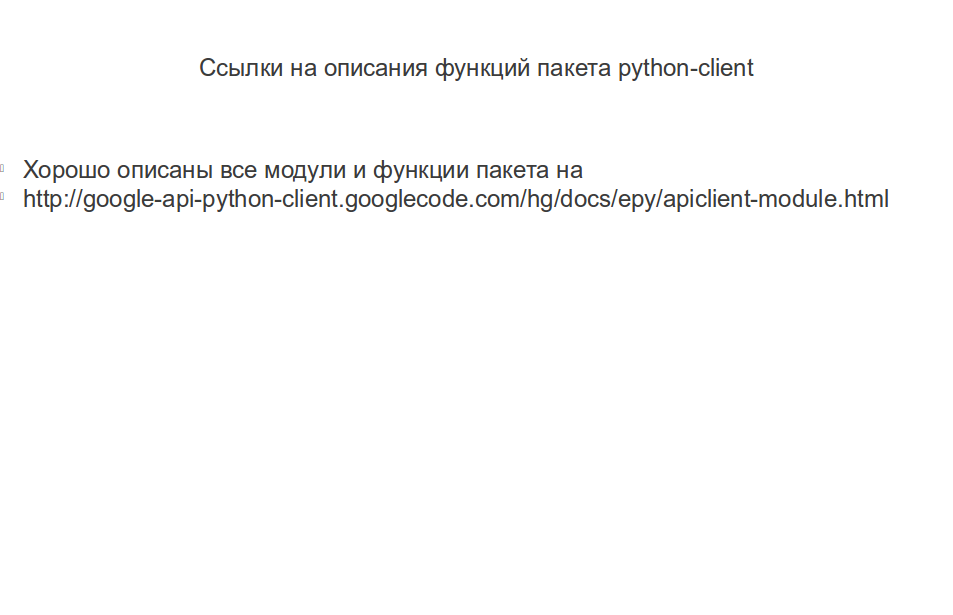 Ссылки на описания функций пакета python-client
Хорошо описаны все модули и функции пакета на
http://google-api-python-client.googlecode.com/hg/docs/epy/apiclient-module.html